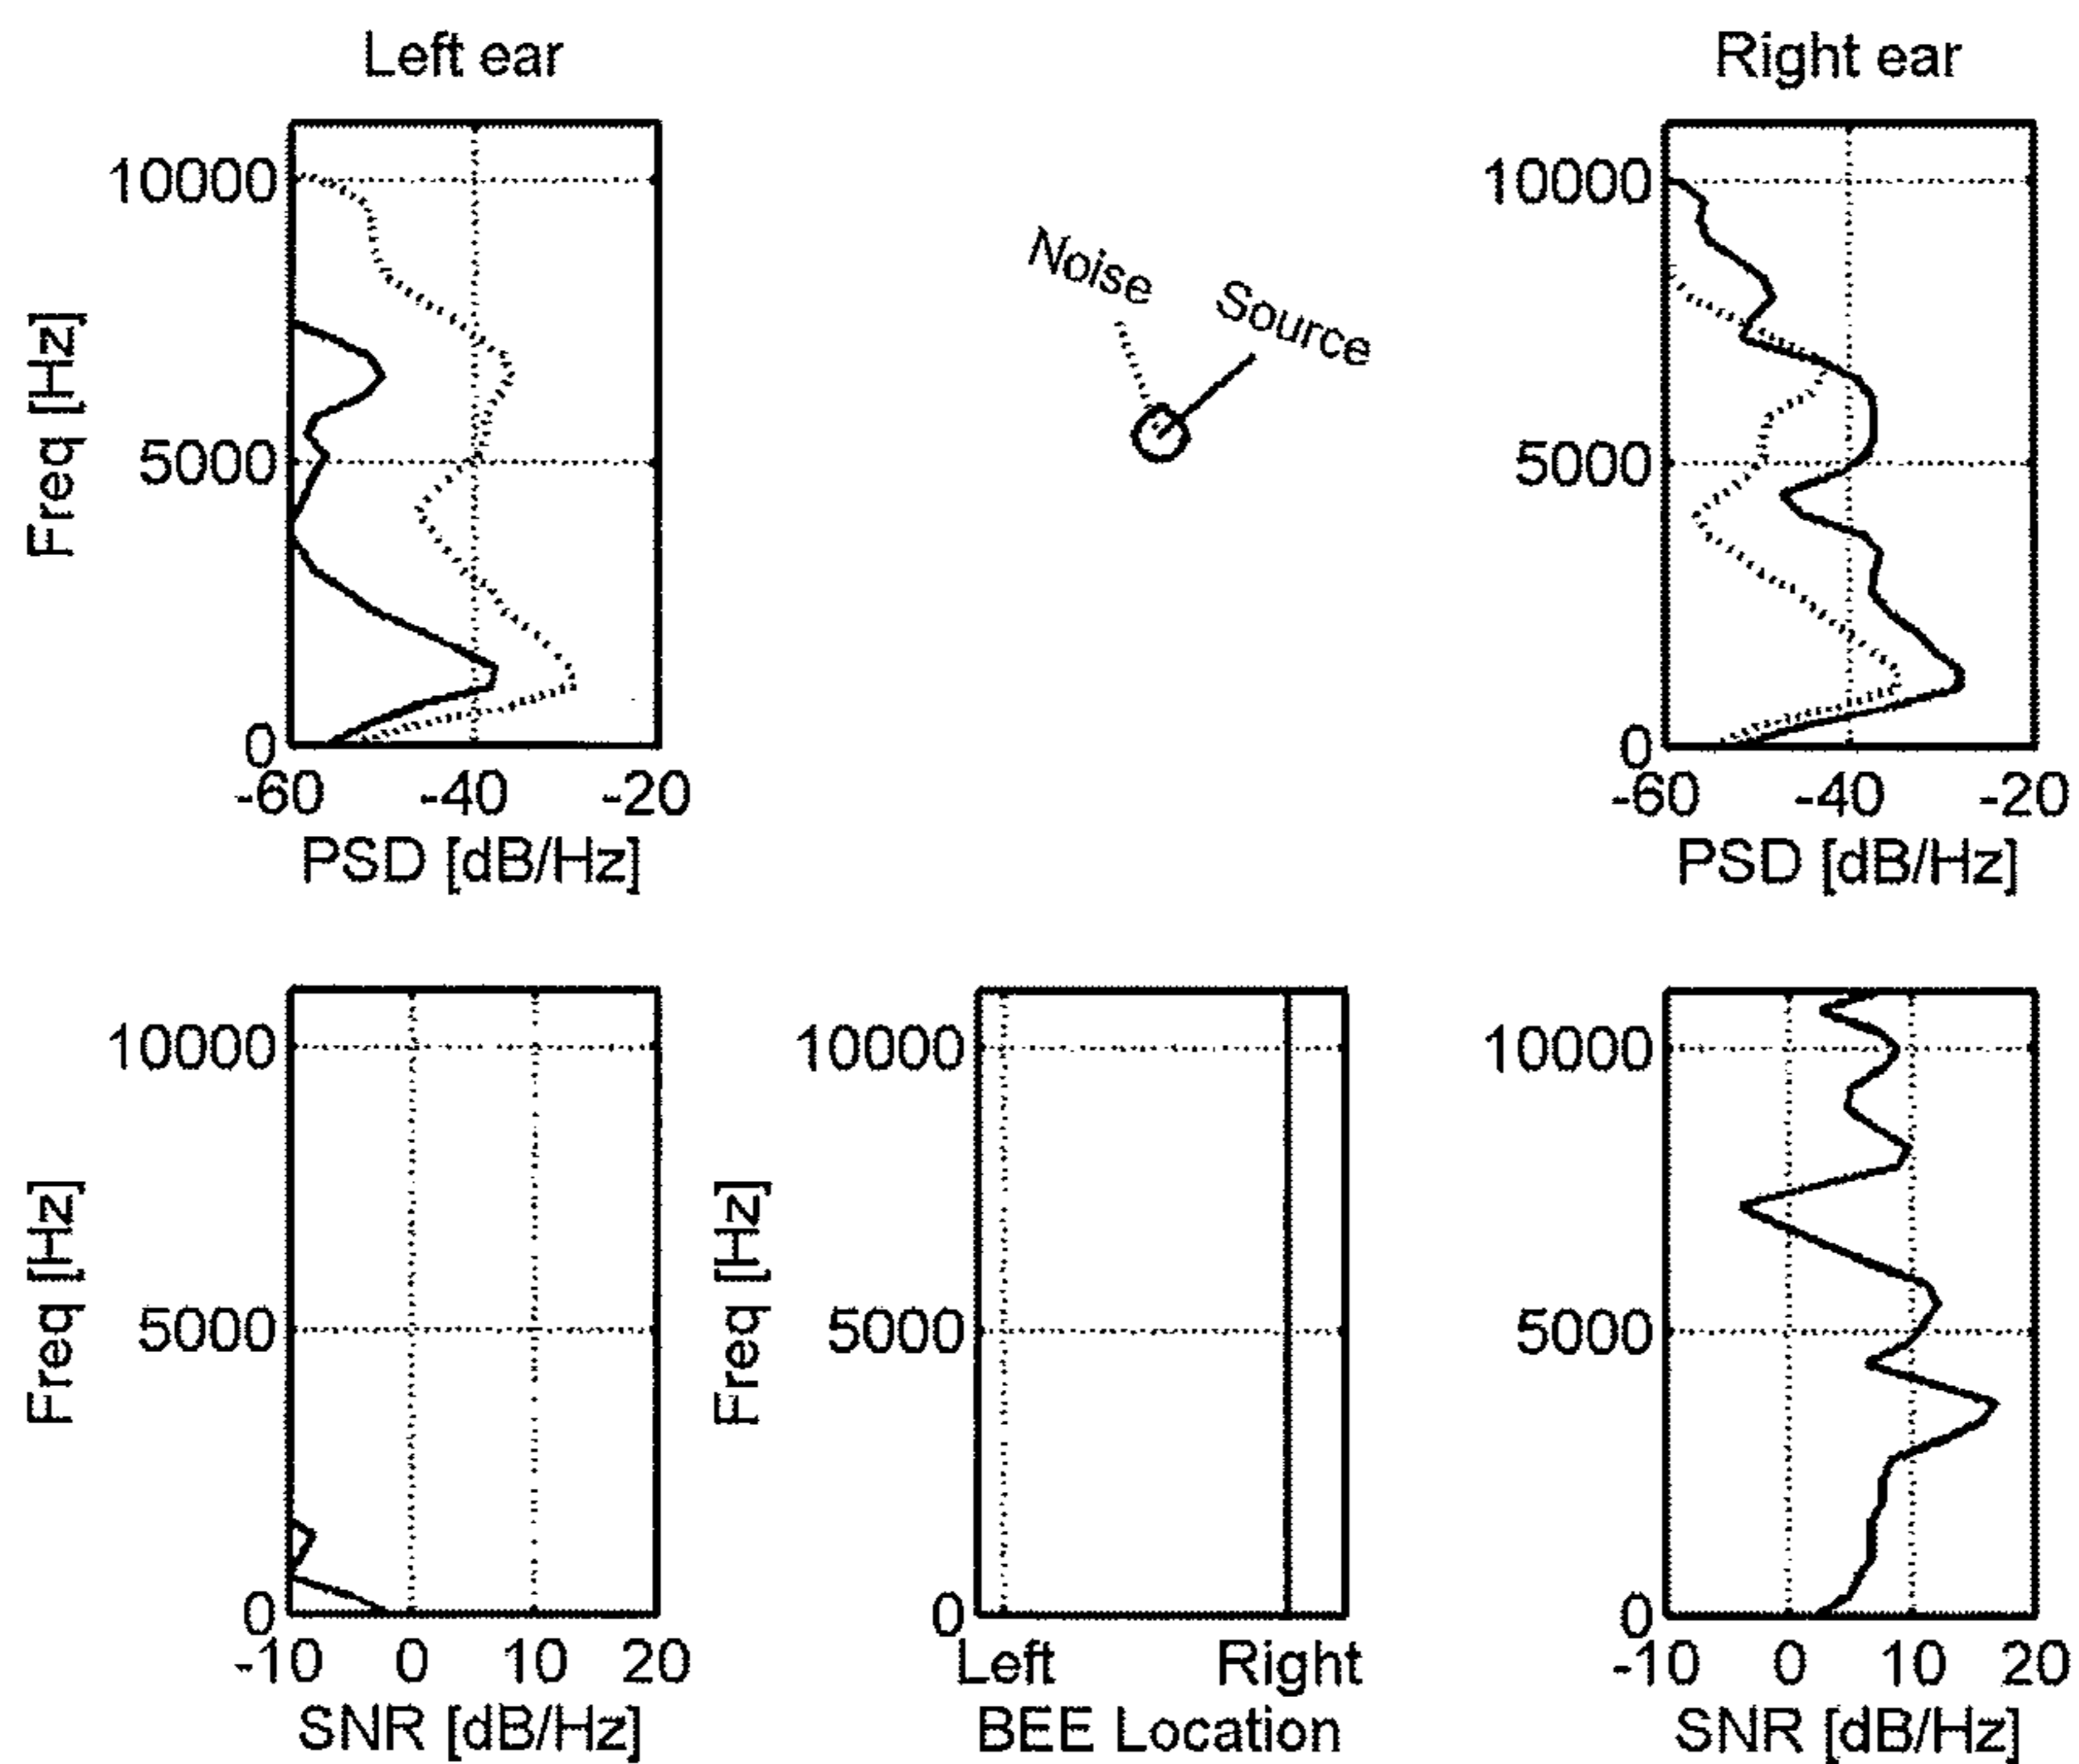 Left ear
Right ear
Freq [Hz]
10000
5000
0
-60 -40 -20
PSD [dB/Hz]
Noise
Source
10000
5000
0
-60 -40 -20
PSD [dB/Hz]
Freq [Hz]
10000
5000
0
-10 0 10 20
SNR [dB/Hz]
Freq [Hz]
10000
5000
0
Left Right
BEE Location
10000
5000
0
-10 0 10 20
SNR [dB/Hz]